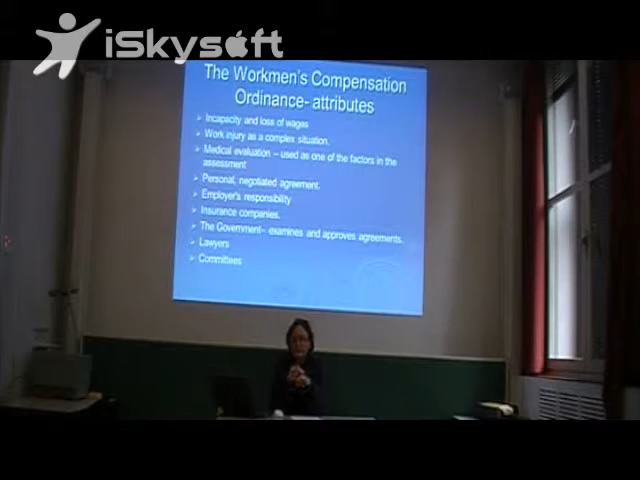 iSkysoft
The Workmen's Compensation
Ordinance- attributes
Incapacity and loss of wages
Work injury as a complex situation.
Medical evaluation – used as one of the factors in the
assessment
Personal, negotiated agreement.
Employer's responsibility
Insurance companies.
The Government– examines and approves agreements.
Lawyers
Committees